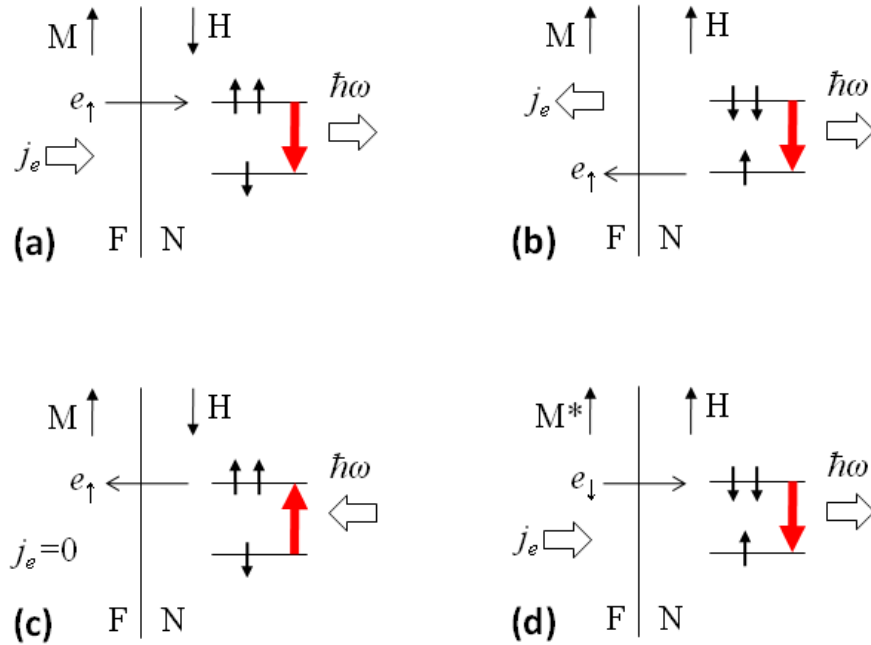 M H
e↑ ħω
j_e
(a) F N
M H
j_e ħω
e↑
(b) F N
M H
e↑ ħω
j_e=0
(c) F N
M* H
e↓ ħω
j_e
(d) F N